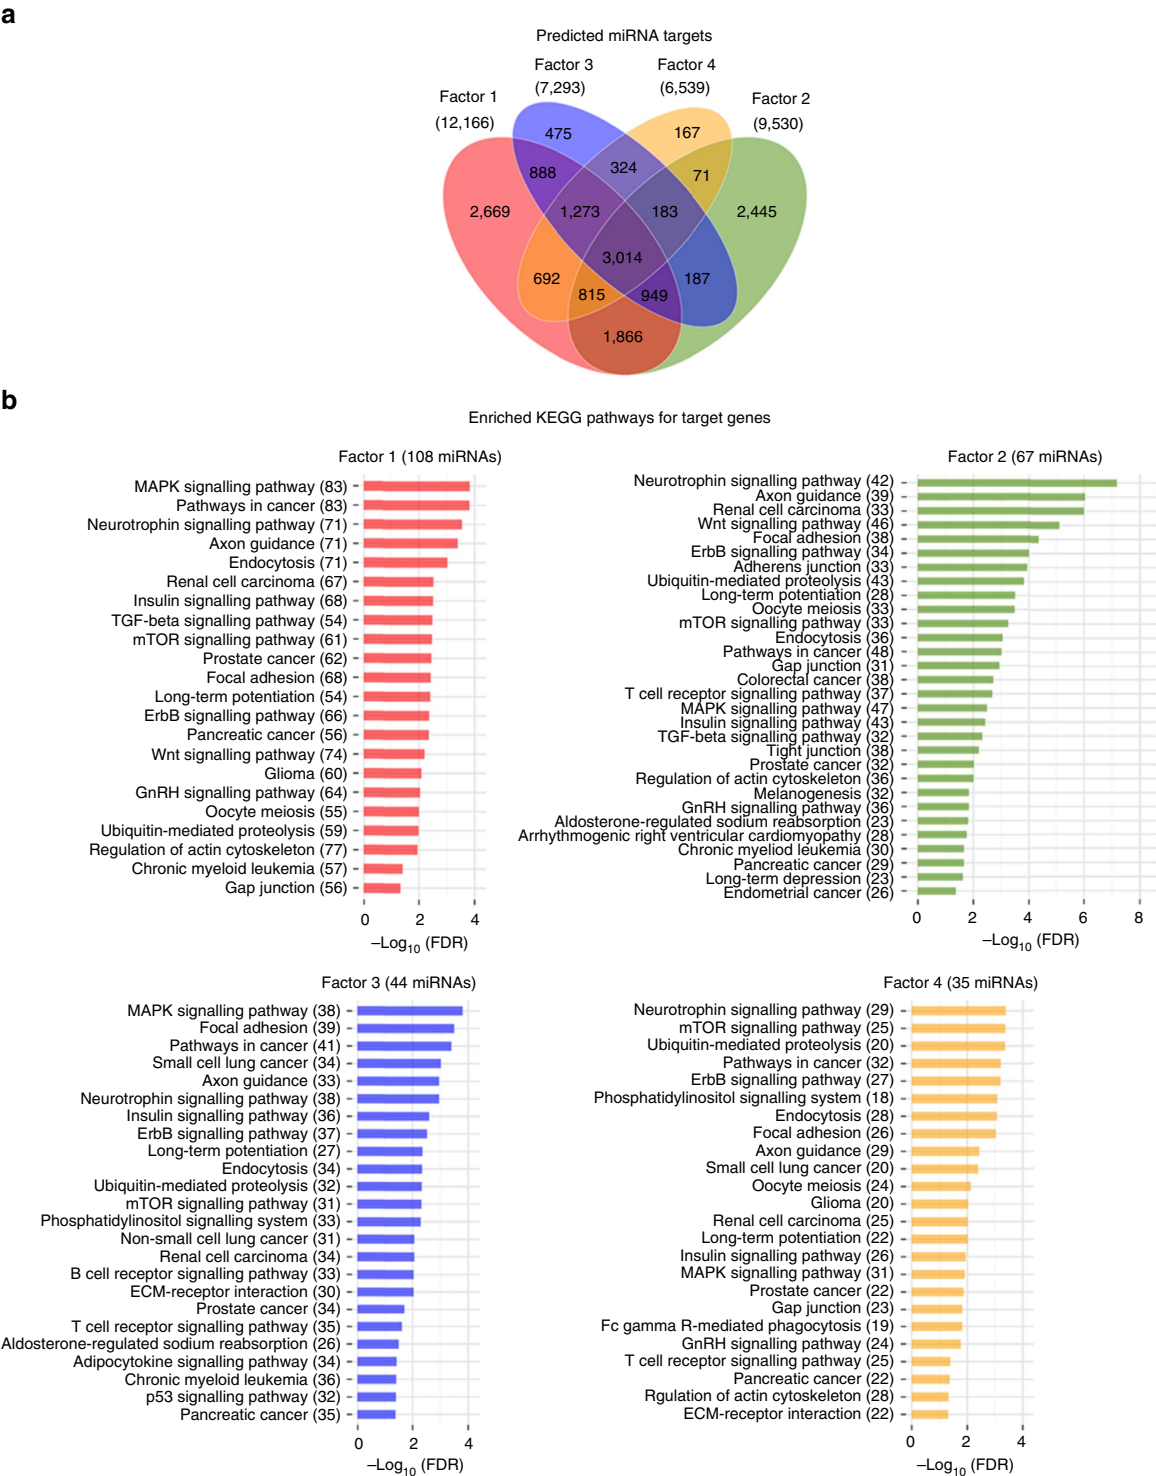 a
Predicted miRNA targets
Factor 3
(7,293)
Factor 4
(6,539)
Factor 1
(12,166)
Factor 2
(9,530)
475
167
888
324
71
2,669
1,273
183
2,445
3,014
692
815
949
187
1,866
b
Enriched KEGG pathways for target genes
Factor 1 (108 miRNAs)
MAPK signalling pathway (83)
Pathways in cancer (83)
Neurotrophin signalling pathway (71)
Axon guidance (71)
Endocytosis (71)
Renal cell carcinoma (67)
Insulin signalling pathway (68)
TGF-beta signalling pathway (54)
mTOR signalling pathway (61)
Prostate cancer (62)
Focal adhesion (68)
Long-term potentiation (54)
ErbB signalling pathway (66)
Pancreatic cancer (56)
Wnt signalling pathway (74)
Glioma (60)
GnRH signalling pathway (64)
Oocyte meiosis (55)
Ubiquitin-mediated proteolysis (59)
Regulation of actin cytoskeleton (77)
Chronic myeloid leukemia (57)
Gap junction (56)
0 2 4
–Log10 (FDR)
Factor 2 (67 miRNAs)
Neurotrophin signalling pathway (42)
Axon guidance (39)
Renal cell carcinoma (33)
Wnt signalling pathway (46)
Focal adhesion (38)
ErbB signalling pathway (34)
Adherens junction (33)
Ubiquitin-mediated proteolysis (43)
Long-term potentiation (28)
Oocyte meiosis (33)
mTOR signalling pathway (33)
Endocytosis (36)
Pathways in cancer (48)
Gap junction (31)
Colorectal cancer (38)
T cell receptor signalling pathway (37)
MAPK signalling pathway (47)
Insulin signalling pathway (43)
TGF-beta signalling pathway (32)
Tight junction (38)
Prostate cancer (32)
Regulation of actin cytoskeleton (36)
Melanogenesis (32)
GnRH signalling pathway (36)
Aldosterone-regulated sodium reabsorption (23)
Arrhythmogenic right ventricular cardiomyopathy (28)
Chronic myeliod leukemia (30)
Pancreatic cancer (29)
Long-term depression (23)
Endometrial cancer (26)
0 2 4 6 8
–Log10 (FDR)
Factor 3 (44 miRNAs)
MAPK signalling pathway (38)
Focal adhesion (39)
Pathways in cancer (41)
Small cell lung cancer (34)
Axon guidance (33)
Neurotrophin signalling pathway (38)
Insulin signalling pathway (36)
ErbB signalling pathway (37)
Long-term potentiation (27)
Endocytosis (34)
Ubiquitin-mediated proteolysis (32)
mTOR signalling pathway (31)
Phosphatidylinositol signalling system (33)
Non-small cell lung cancer (31)
Renal cell carcinoma (34)
B cell receptor signalling pathway (33)
ECM-receptor interaction (30)
Prostate cancer (34)
T cell receptor signalling pathway (35)
Aldosterone-regulated sodium reabsorption (26)
Adipocytokine signalling pathway (34)
Chronic myeloid leukemia (36)
p53 signalling pathway (32)
Pancreatic cancer (35)
0 2 4
–Log10 (FDR)
Factor 4 (35 miRNAs)
Neurotrophin signalling pathway (29)
mTOR signalling pathway (25)
Ubiquitin-mediated proteolysis (20)
Pathways in cancer (32)
ErbB signalling pathway (27)
Phosphatidylinositol signalling system (18)
Endocytosis (28)
Focal adhesion (26)
Axon guidance (29)
Small cell lung cancer (20)
Oocyte meiosis (24)
Glioma (20)
Renal cell carcinoma (25)
Long-term potentiation (22)
Insulin signalling pathway (26)
MAPK signalling pathway (31)
Prostate cancer (22)
Gap junction (23)
Fc gamma R-mediated phagocytosis (19)
GnRH signalling pathway (24)
T cell receptor signalling pathway (25)
Pancreatic cancer (22)
Rgulation of actin cytoskeleton (28)
ECM-receptor interaction (22)
0 2 4
–Log10 (FDR)